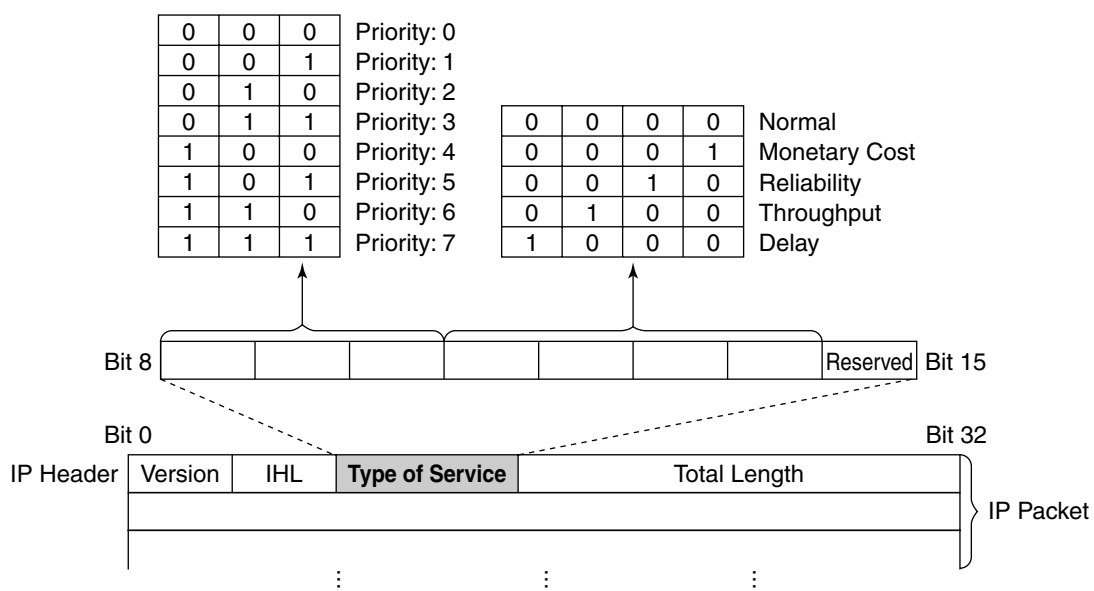 0 0 0 Priority: 0
0 0 1 Priority: 1
0 1 0 Priority: 2
0 1 1 Priority: 3
1 0 0 Priority: 4
1 0 1 Priority: 5
1 1 0 Priority: 6
1 1 1 Priority: 7
0 0 0 0 Normal
0 0 0 1 Monetary Cost
0 0 1 0 Reliability
0 1 0 0 Throughput
1 0 0 0 Delay
Bit 8 Reserved Bit 15
Bit 0 Bit 32
IP Header Version IHL Type of Service Total Length
IP Packet